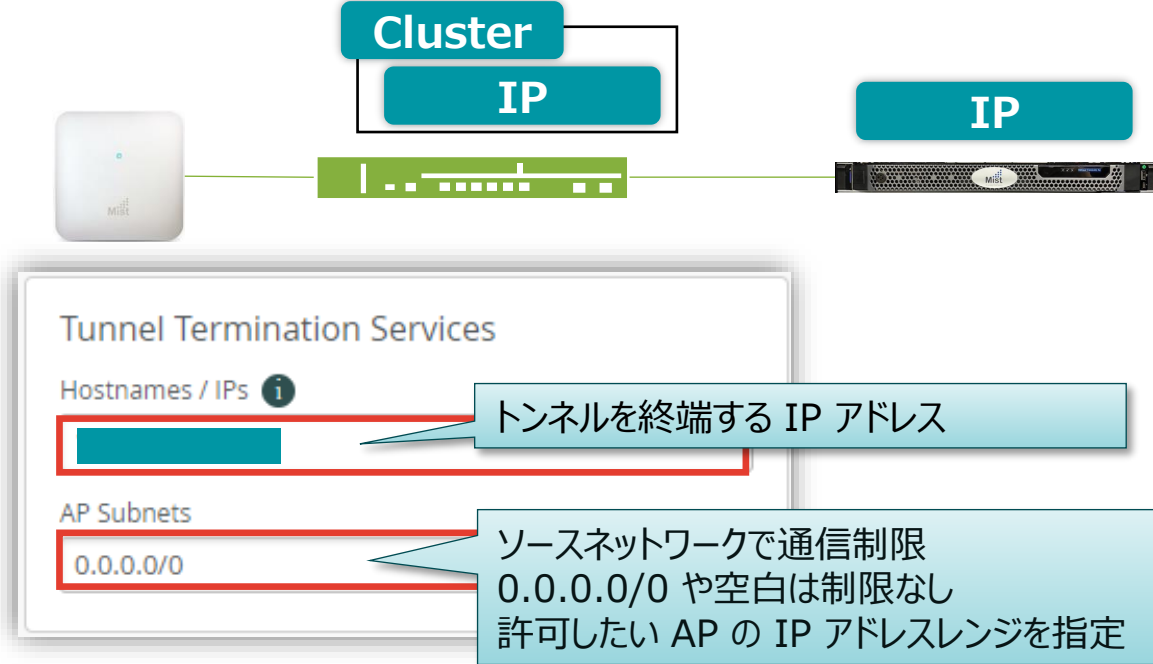 Cluster
IP
IP
Mist
Mist
Tunnel Termination Services
Hostnames / IPs i
トンネルを終端する IP アドレス
AP Subnets
0.0.0.0/0
ソースネットワークで通信制限
0.0.0.0/0 や空白は制限なし
許可したい AP の IP アドレスレンジを指定